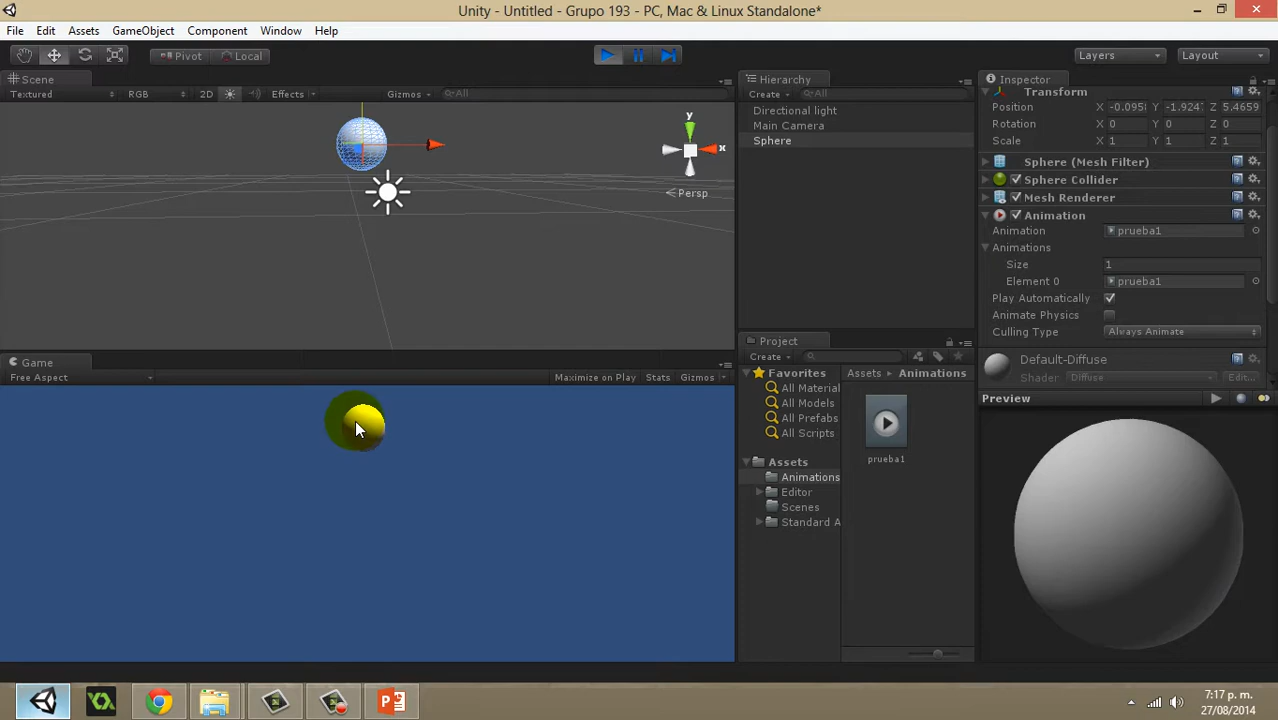 Unity - Untitled - Grupo 193 - PC, Mac & Linux Standalone*
File Edit Assets GameObject Component Window Help
Pivot Local Layers Layout
Scene
Textured RGB 2D Effects Gizmos All
y
x
Persp
Game
Free Aspect Maximize on Play Stats Gizmos
Hierarchy
Create All
Directional light
Main Camera
Sphere
Project
Create
Favorites
All Material
All Models
All Prefabs
All Scripts
Assets
Animations
Editor
Scenes
Standard A
Assets Animations
prueba1
Inspector
Transform
Position X -0.095 Y -1.924 Z 5.4659
Rotation X 0 Y 0 Z 0
Scale X 1 Y 1 Z 1
Sphere (Mesh Filter)
Sphere Collider
Mesh Renderer
Animation
Animation prueba1
Animations
Size 1
Element 0 prueba1
Play Automatically
Animate Physics
Culling Type Always Animate
Default-Diffuse
Shader Diffuse Edit...
Preview
7:17 p. m.
27/08/2014